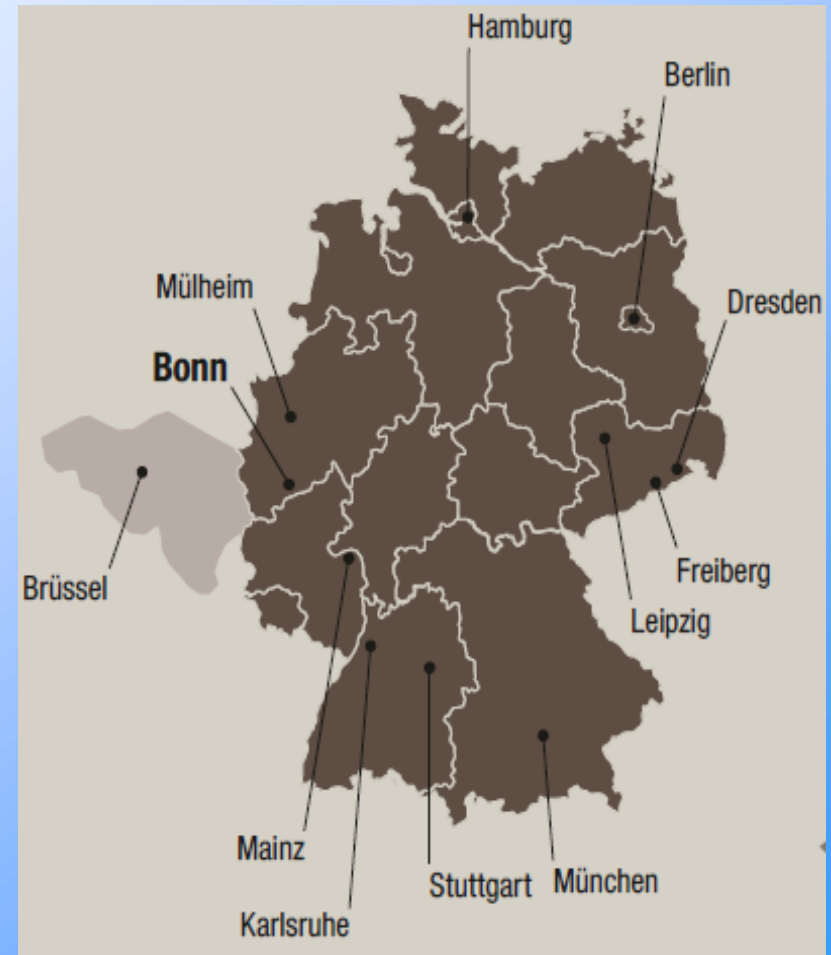 Hamburg
Berlin
Mülheim
Dresden
Bonn
Brüssel
Freiberg
Leipzig
Mainz
Stuttgart
München
Karlsruhe